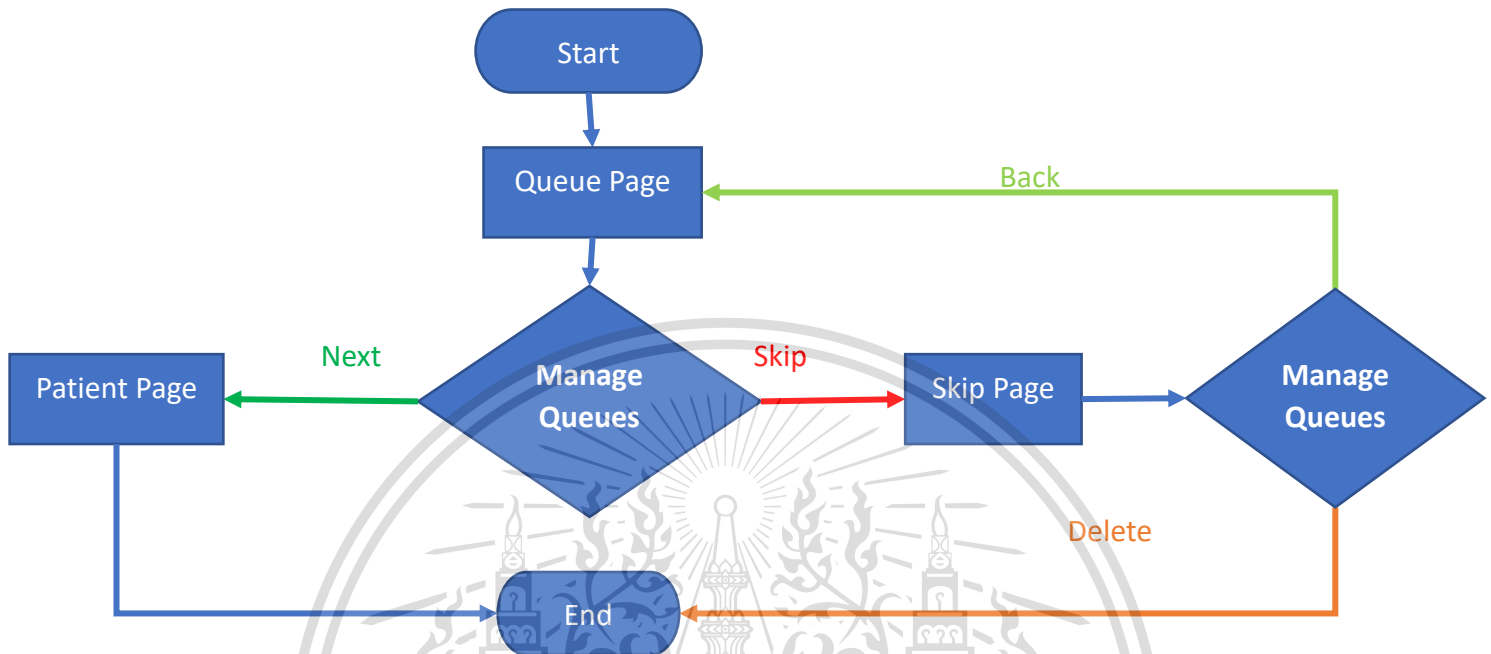 Start
Queue Page
Back
Next
Skip
Patient Page
Manage
Queues
Skip Page
Manage
Queues
Delete
End